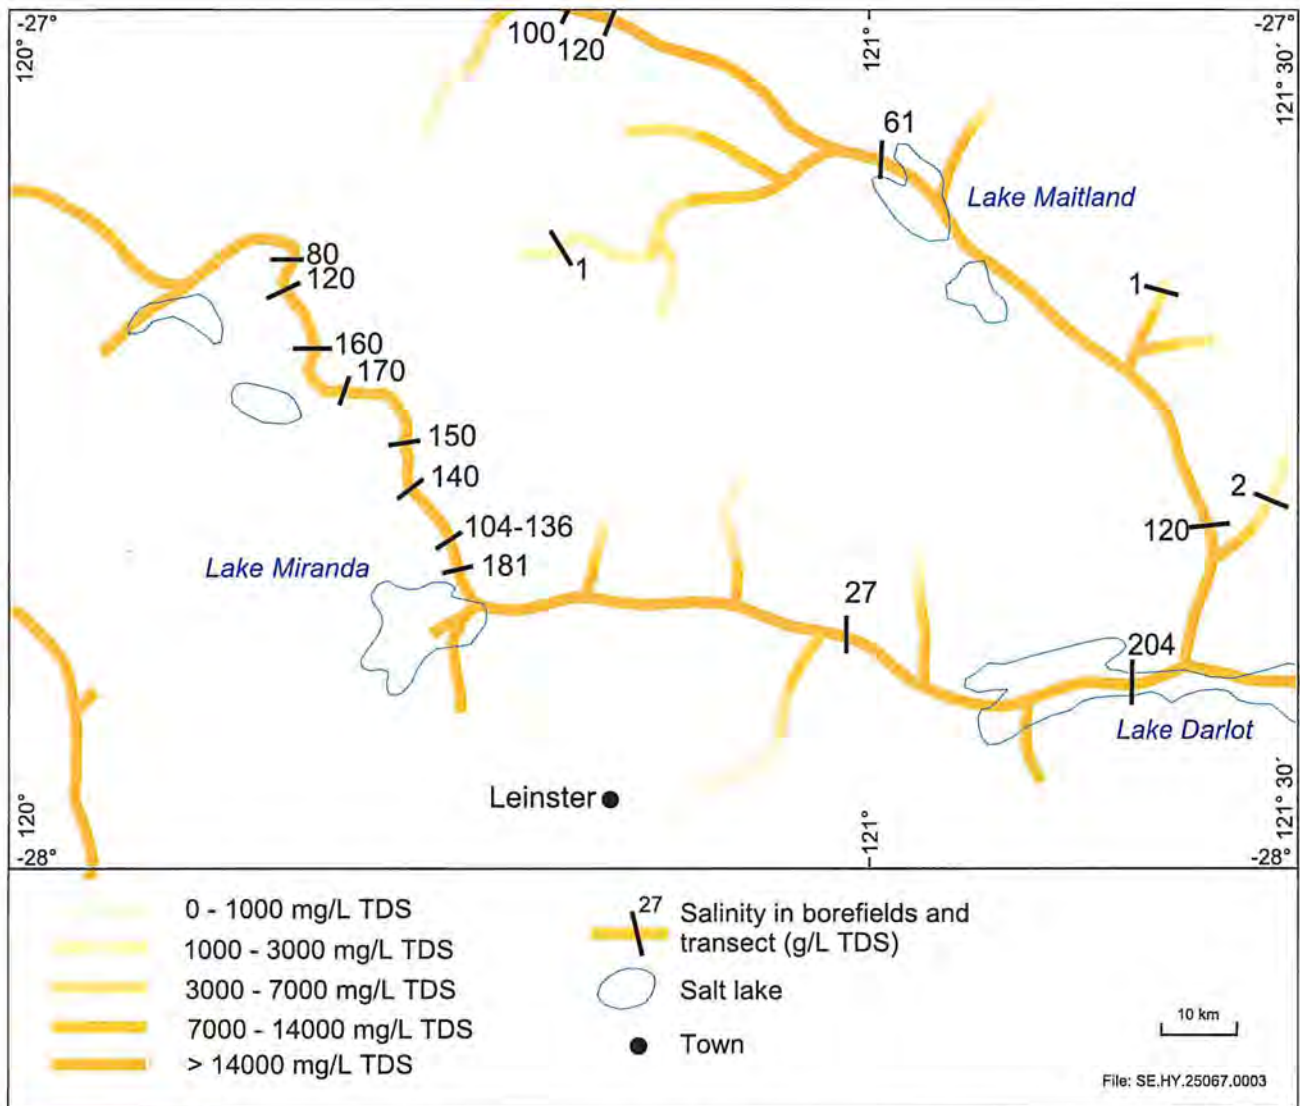 -27°
-27°
120°
100
120
121°
121° 30′
61
Lake Maitland
80
120
1
1
160
170
150
140
2
104-136
120
Lake Miranda
181
27
204
Lake Darlot
Leinster
120°
121°
121° 30′
-28°
-28°
0 - 1000 mg/L TDS
1000 - 3000 mg/L TDS
3000 - 7000 mg/L TDS
7000 - 14000 mg/L TDS
> 14000 mg/L TDS
27
Salinity in borefields and
transect (g/L TDS)
Salt lake
Town
10 km
File: SE.HY.25067.0003